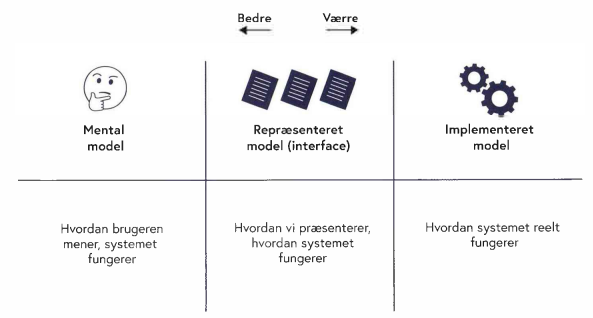 Bedre Værre
Mental
model
Repræsenteret
model (interface)
Implementeret
model
Hvordan brugeren
mener, systemet
fungerer
Hvordan vi præsenterer,
hvordan systemet
fungerer
Hvordan systemet reelt
fungerer